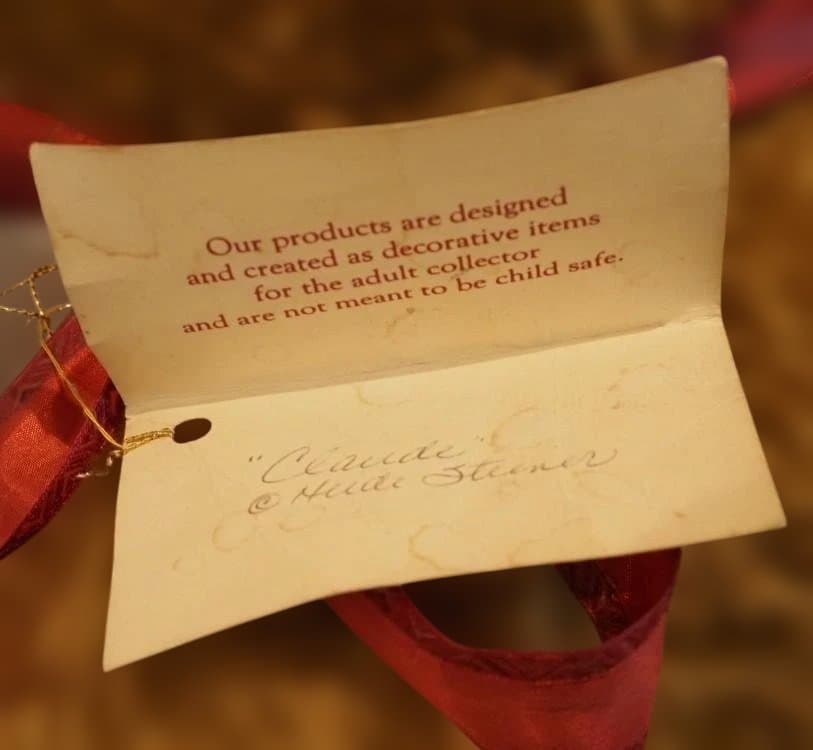 Our products are designed
and created as decorative items
for the adult collector
and are not meant to be child safe.
"Claude"
© Heidi Steiner